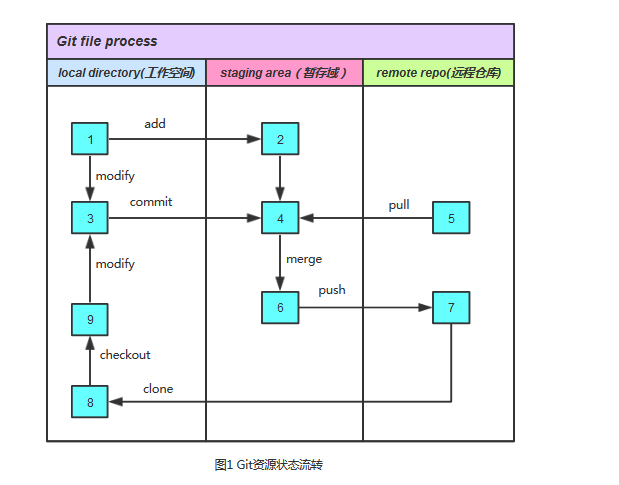 Git file process
local directory(工作空间)
staging area（暂存域）
remote repo(远程仓库)
1
add
2
modify
3
commit
4
pull
5
modify
merge
6
push
7
9
checkout
8
clone
图1 Git资源状态流转